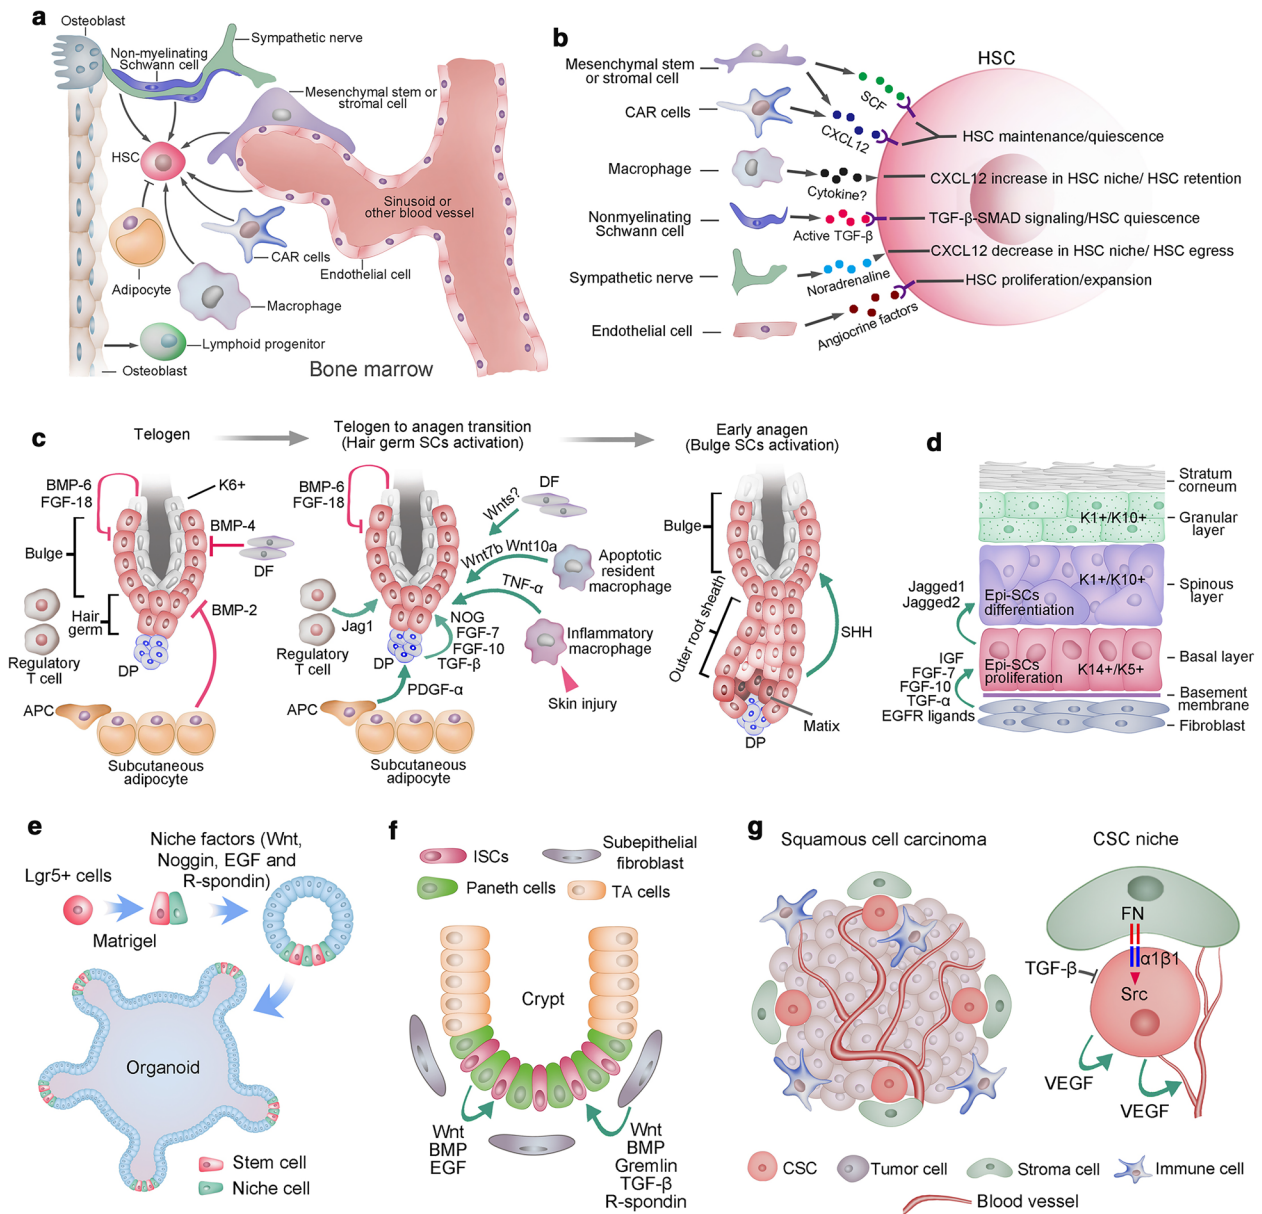 a
Osteoblast
Non-myelinating
Schwann cell
Sympathetic nerve
Mesenchymal stem or
stromal cell
HSC
Sinusoid or
other blood vessel
CAR cells
Endothelial cell
Adipocyte
Macrophage
Lymphoid progenitor
Osteoblast
Bone marrow
b
HSC
Mesenchymal stem
or stromal cell
SCF
CAR cells
CXCL12
HSC maintenance/quiescence
Macrophage
Cytokine?
CXCL12 increase in HSC niche/ HSC retention
Nonmyelinating
Schwann cell
Active TGF-β
TGF-β-SMAD signaling/HSC quiescence
CXCL12 decrease in HSC niche/ HSC egress
Sympathetic nerve
Noradrenaline
HSC proliferation/expansion
Endothelial cell
Angiocrine factors
c
Telogen
Telogen to anagen transition
(Hair germ SCs activation)
Early anagen
(Bulge SCs activation)
BMP-6
FGF-18
K6+
BMP-4
Bulge
DF
BMP-2
Hair
germ
Regulatory
T cell
DP
APC
Subcutaneous
adipocyte
BMP-6
FGF-18
DF
Wnts?
Wnt7b Wnt10a
Apoptotic
resident
macrophage
TNF-α
Jag1
NOG
FGF-7
FGF-10
TGF-β
Inflammatory
macrophage
Regulatory
T cell
DP
PDGF-α
Skin injury
APC
Subcutaneous
adipocyte
Bulge
Outer root sheath
SHH
Matix
DP
d
Stratum
corneum
K1+/K10+
Granular
layer
K1+/K10+
Jagged1
Jagged2
Epi-SCs
differentiation
Spinous
layer
IGF
FGF-7
FGF-10
TGF-α
EGFR ligands
Epi-SCs
proliferation
K14+/K5+
Basal layer
Basement
membrane
Fibroblast
e
Niche factors (Wnt,
Noggin, EGF and
R-spondin)
Lgr5+ cells
Matrigel
Organoid
Stem cell
Niche cell
f
ISCs
Subepithelial
fibroblast
Paneth cells
TA cells
Crypt
Wnt
BMP
EGF
Wnt
BMP
Gremlin
TGF-β
R-spondin
g
Squamous cell carcinoma
CSC niche
FN
α1β1
TGF-β
Src
VEGF
VEGF
CSC
Tumor cell
Stroma cell
Immune cell
Blood vessel